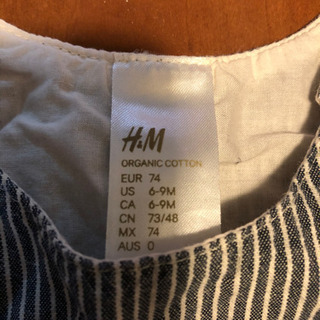 H&M
ORGANIC COTTON
EUR 74
US 6-9M
CA 6-9M
CN 73/48
MX 74
AUS 0